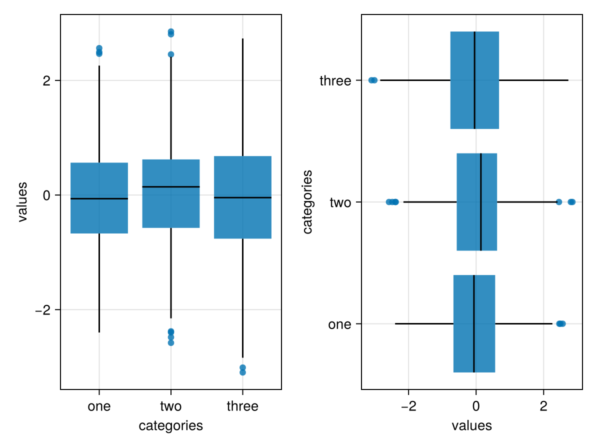 values
2
0
−2
one two three
categories
categories
three
two
one
−2 0 2
values